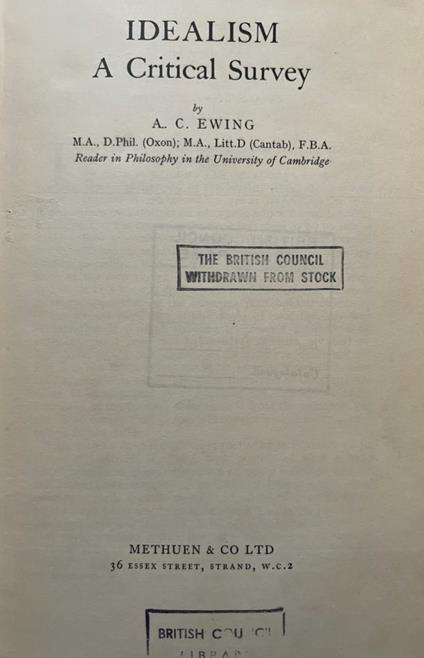 IDEALISM
A Critical Survey
by
A. C. EWING
M.A., D.Phil. (Oxon); M.A., Litt.D (Cantab), F.B.A.
Reader in Philosophy in the University of Cambridge
THE BRITISH COUNCIL
WITHDRAWN FROM STOCK
METHUEN & CO LTD
36 ESSEX STREET, STRAND, W.C.2
BRITISH COUNCIL